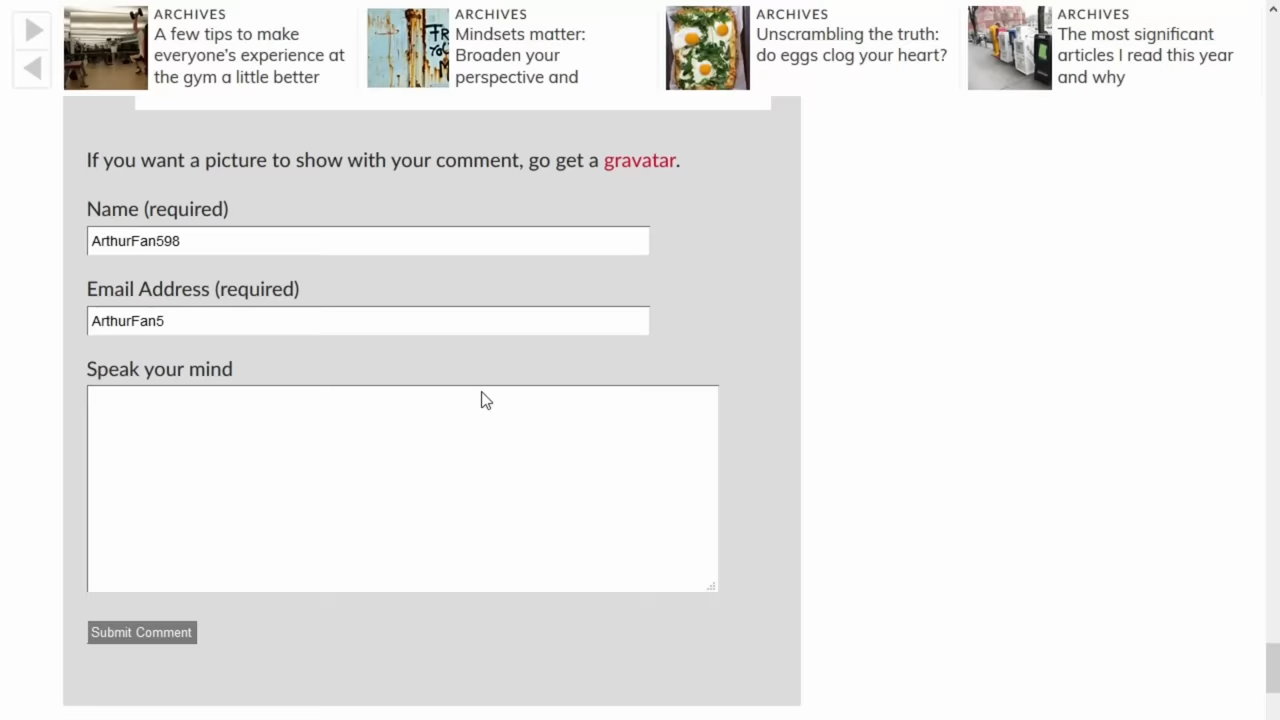 ARCHIVES
A few tips to make
everyone's experience at
the gym a little better
ARCHIVES
Mindsets matter:
Broaden your
perspective and
ARCHIVES
Unscrambling the truth:
do eggs clog your heart?
ARCHIVES
The most significant
articles I read this year
and why
If you want a picture to show with your comment, go get a gravatar.
Name (required)
ArthurFan598
Email Address (required)
ArthurFan5
Speak your mind
Submit Comment